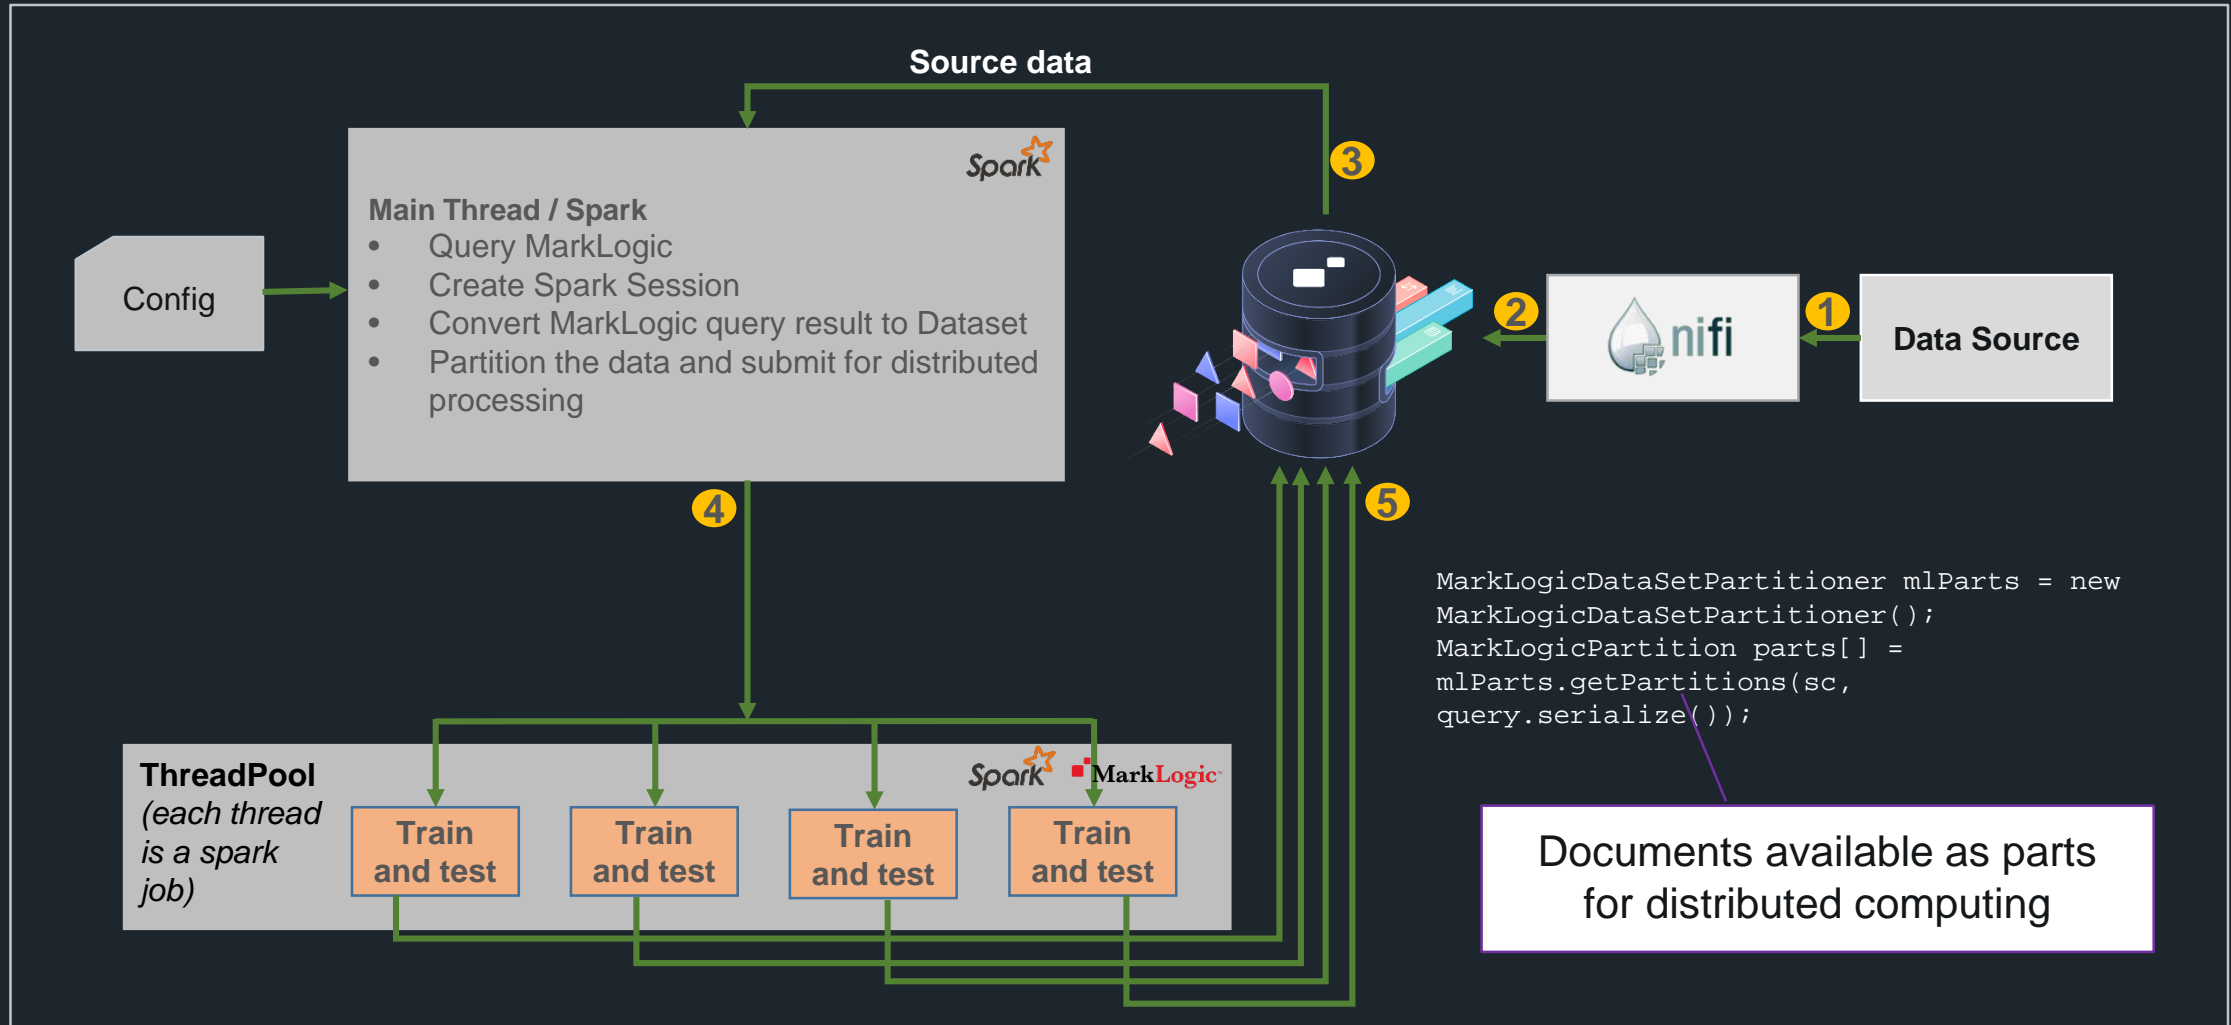 Source data
3
Spark
Main Thread / Spark
• Query MarkLogic
• Create Spark Session
• Convert MarkLogic query result to Dataset
• Partition the data and submit for distributed
processing
Config
2
nifi
1
Data Source
4
5
MarkLogicDataSetPartitioner mlParts = new
MarkLogicDataSetPartitioner();
MarkLogicPartition parts[] =
mlParts.getPartitions(sc,
query.serialize());
ThreadPool
(each thread
is a spark
job)
Spark
MarkLogic
Train
and test
Train
and test
Train
and test
Train
and test
Documents available as parts
for distributed computing